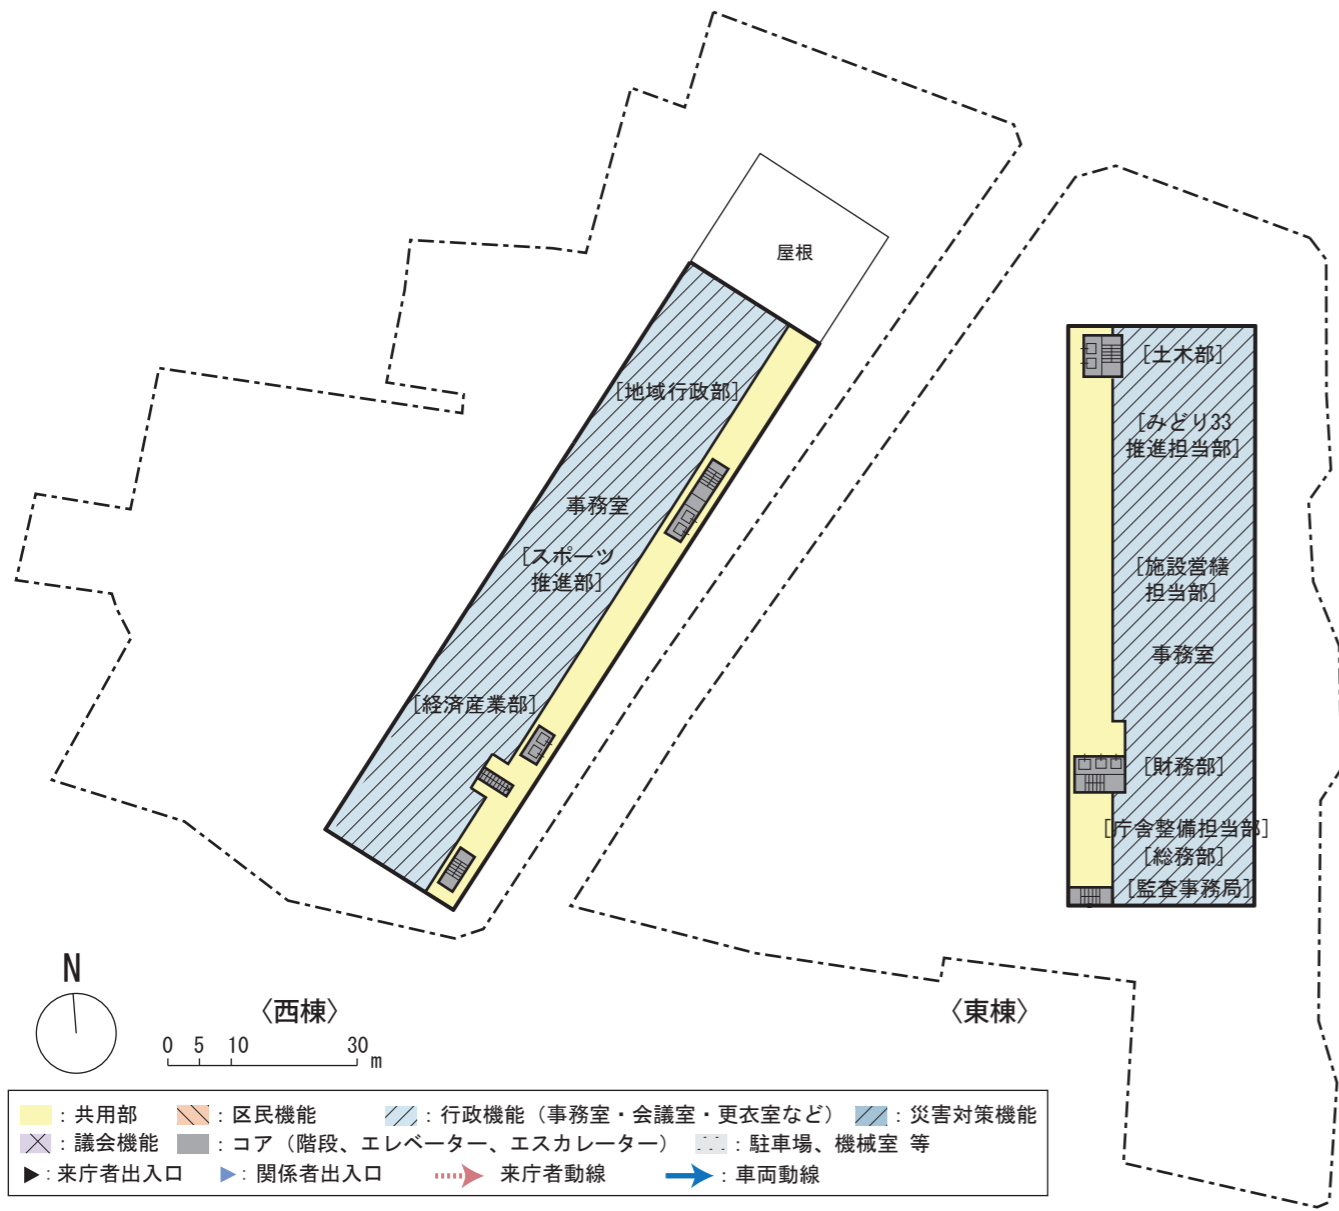 屋根
[地域行政部]
事務室
[スポーツ
推進部]
[経済産業部]
[土木部]
[みどり33
推進担当部]
[施設営繕
担当部]
事務室
[財務部]
[庁舎整備担当部]
[総務部]
[監査事務局]
N
〈西棟〉
〈東棟〉
0 5 10 30 m
：共用部 ：区民機能 ：行政機能（事務室・会議室・更衣室など） ：災害対策機能
：議会機能 ：コア（階段、エレベーター、エスカレーター） ：駐車場、機械室 等
：来庁者出入口 ：関係者出入口 来庁者動線 ：車両動線